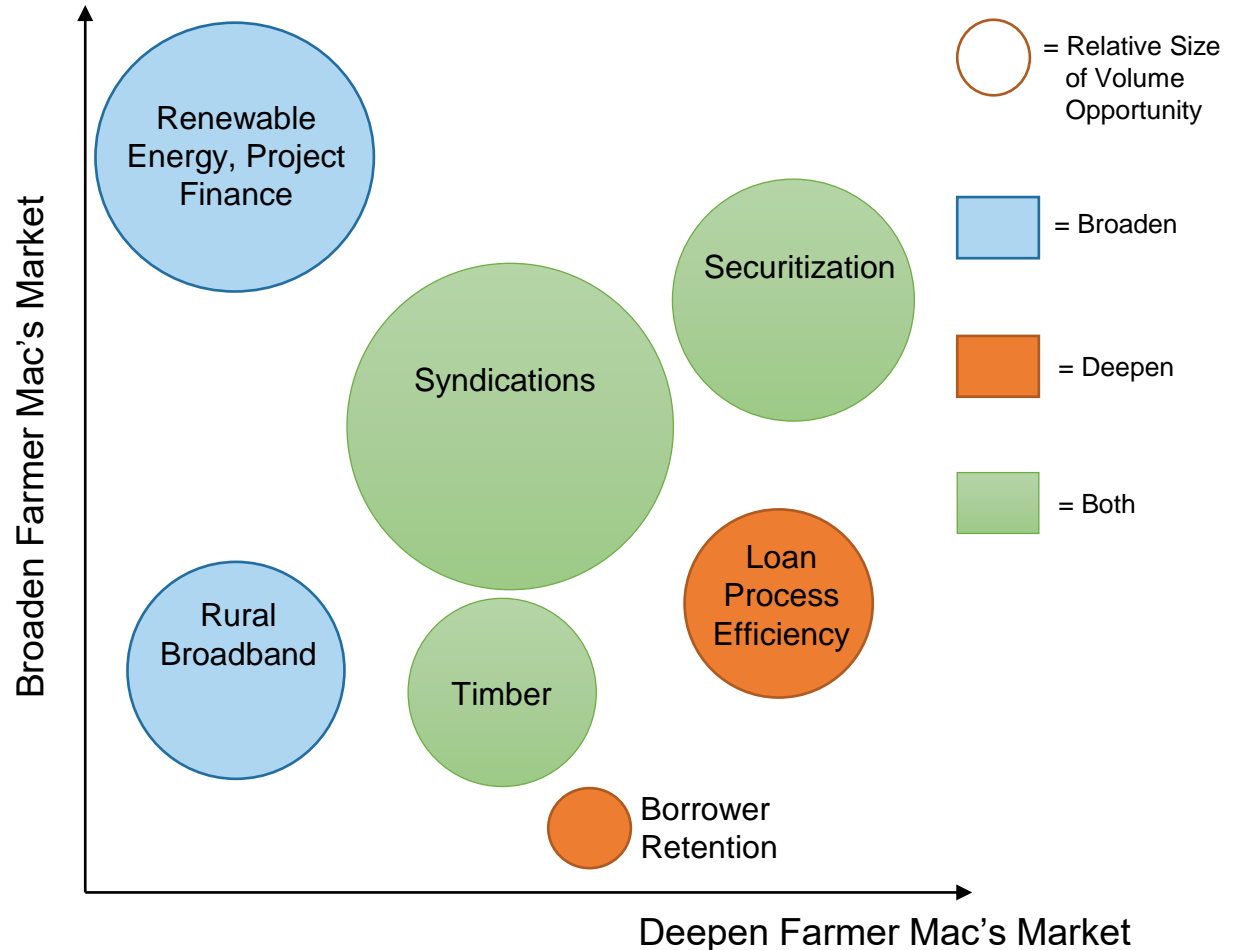 Broaden Farmer Mac’s Market
Renewable
Energy, Project
Finance
Securitization
Syndications
Loan
Process
Efficiency
Rural
Broadband
Timber
Borrower
Retention
Deepen Farmer Mac’s Market
= Relative Size
of Volume
Opportunity
= Broaden
= Deepen
= Both